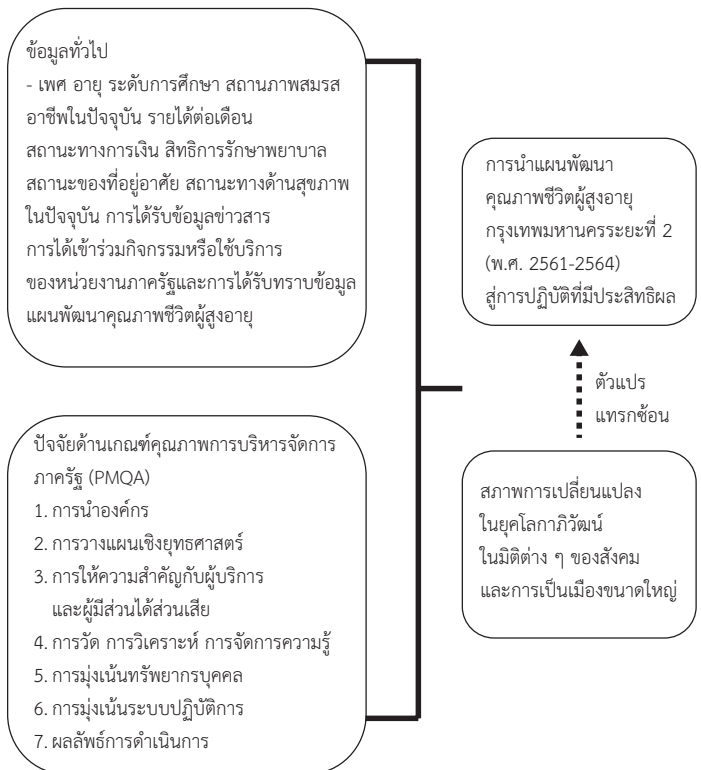 ข้อมูลทั่วไป
- เพศ อายุ ระดับการศึกษา สถานภาพสมรส
อาชีพในปัจจุบัน รายได้ต่อเดือน
สถานะทางการเงิน สิทธิการรักษาพยาบาล
สถานะของที่อยู่อาศัย สถานะทางด้านสุขภาพ
ในปัจจุบัน การได้รับข้อมูลข่าวสาร
การได้เข้าร่วมกิจกรรมหรือใช้บริการ
ของหน่วยงานภาครัฐและการได้รับทราบข้อมูล
แผนพัฒนาคุณภาพชีวิตผู้สูงอายุ
ปัจจัยด้านเกณฑ์คุณภาพการบริหารจัดการ
ภาครัฐ (PMQA)
1. การนำองค์กร
2. การวางแผนเชิงยุทธศาสตร์
3. การให้ความสำคัญกับผู้บริการ
และผู้มีส่วนได้ส่วนเสีย
4. การวัด การวิเคราะห์ การจัดการความรู้
5. การมุ่งเน้นทรัพยากรบุคคล
6. การมุ่งเน้นระบบปฏิบัติการ
7. ผลลัพธ์การดำเนินการ
การนำแผนพัฒนา
คุณภาพชีวิตผู้สูงอายุ
กรุงเทพมหานครระยะที่ 2
(พ.ศ. 2561-2564)
สู่การปฏิบัติที่มีประสิทธิผล
ตัวแปร
แทรกซ้อน
สภาพการเปลี่ยนแปลง
ในยุคโลกาภิวัฒน์
ในมิติต่าง ๆ ของสังคม
และการเป็นเมืองขนาดใหญ่